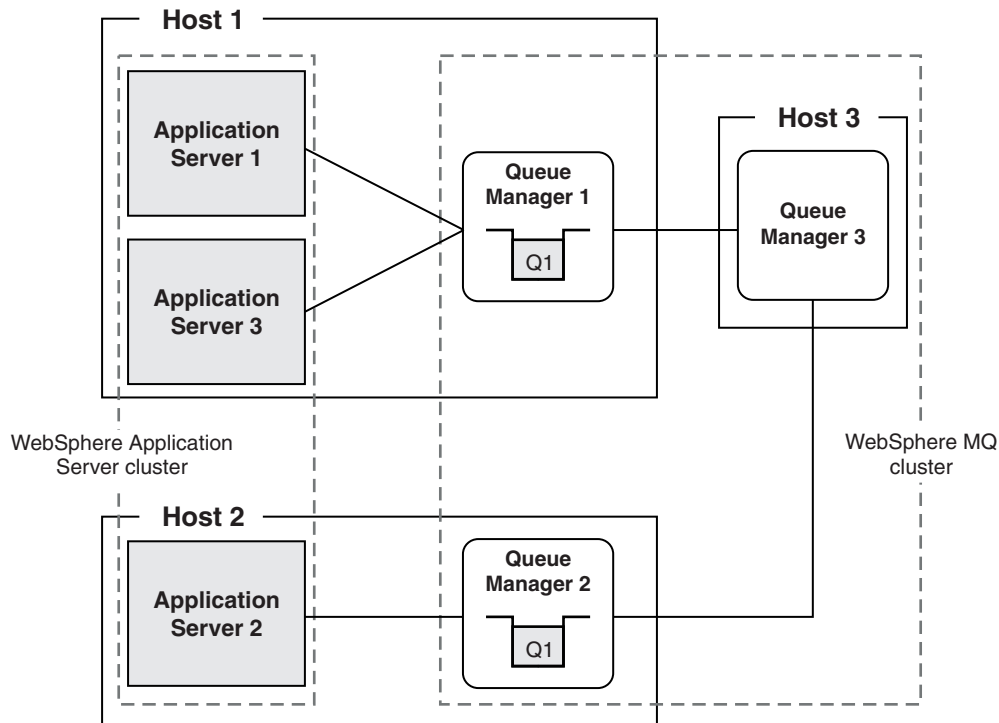 Host 1
Application
Server 1
Queue
Manager 1
Q1
Host 3
Queue
Manager 3
Application
Server 3
WebSphere Application
Server cluster
WebSphere MQ
cluster
Host 2
Application
Server 2
Queue
Manager 2
Q1